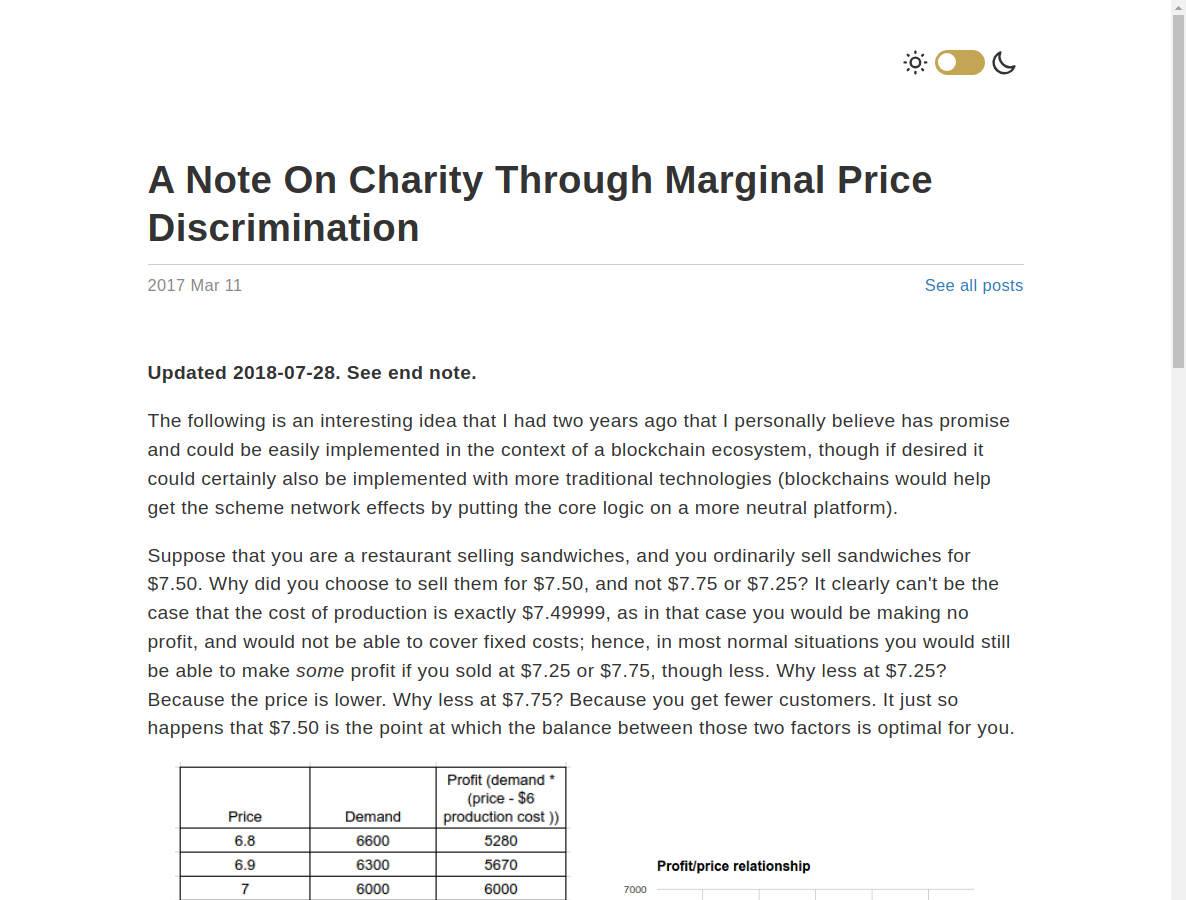 A Note On Charity Through Marginal Price
Discrimination
2017 Mar 11
See all posts
Updated 2018-07-28. See end note.
The following is an interesting idea that I had two years ago that I personally believe has promise
and could be easily implemented in the context of a blockchain ecosystem, though if desired it
could certainly also be implemented with more traditional technologies (blockchains would help
get the scheme network effects by putting the core logic on a more neutral platform).
Suppose that you are a restaurant selling sandwiches, and you ordinarily sell sandwiches for
$7.50. Why did you choose to sell them for $7.50, and not $7.75 or $7.25? It clearly can't be the
case that the cost of production is exactly $7.49999, as in that case you would be making no
profit, and would not be able to cover fixed costs; hence, in most normal situations you would still
be able to make some profit if you sold at $7.25 or $7.75, though less. Why less at $7.25?
Because the price is lower. Why less at $7.75? Because you get fewer customers. It just so
happens that $7.50 is the point at which the balance between those two factors is optimal for you.
Profit (demand *
(price - $6
Price Demand production cost ))
6.8 6600 5280
6.9 6300 5670
7 6000 6000
Profit/price relationship
7000